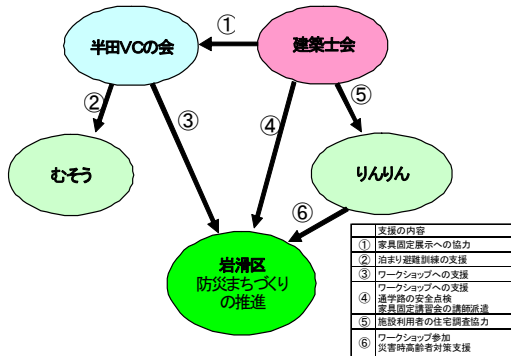 ①
半田VCの会
建築士会
②
③
④
⑤
むそう
りんりん
⑥
岩滑区
防災まちづくり
の推進
支援の内容
① 家具固定展示への協力
② 泊まり避難訓練の支援
③ ワークショップへの支援
ワークショップへの支援
④ 通学路の安全点検
家具固定講習会の講師派遣
⑤ 施設利用者の住宅調査協力
⑥ ワークショップ参加
災害時高齢者対策支援